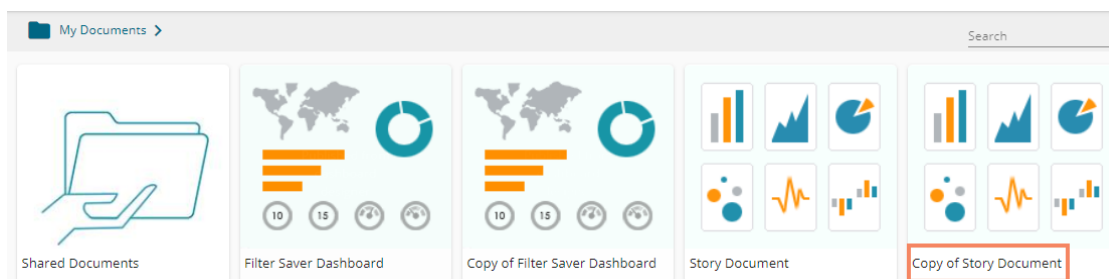 My Documents
Search
10 15
10 15
Shared Documents
Filter Saver Dashboard
Copy of Filter Saver Dashboard
Story Document
Copy of Story Document